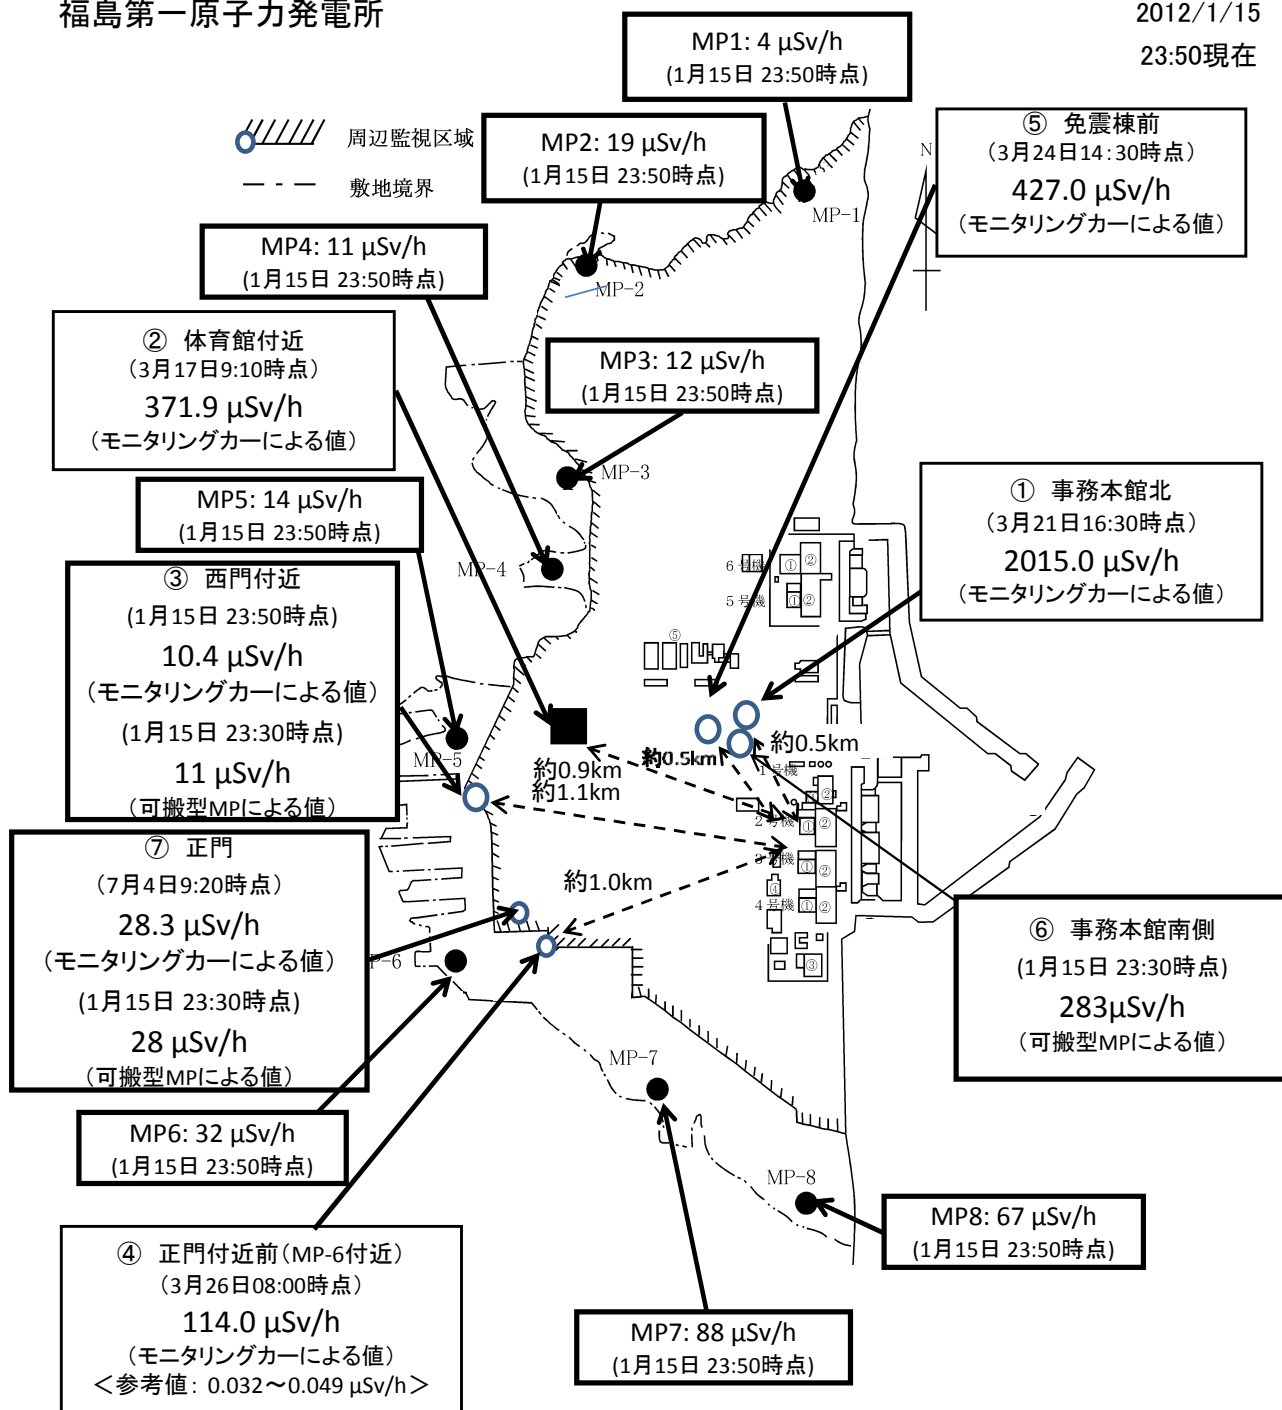 福島第一原子力発電所
2012/1/15
23:50現在
MP1: 4 μSv/h
(1月15日 23:50時点)
周辺監視区域
敷地境界
MP2: 19 μSv/h
(1月15日 23:50時点)
⑤ 免震棟前
(3月24日14:30時点)
427.0 μSv/h
(モニタリングカーによる値)
N
MP-1
MP4: 11 μSv/h
(1月15日 23:50時点)
MP-2
② 体育館付近
(3月17日9:10時点)
371.9 μSv/h
(モニタリングカーによる値)
MP3: 12 μSv/h
(1月15日 23:50時点)
MP-3
MP5: 14 μSv/h
(1月15日 23:50時点)
① 事務本館北
(3月21日16:30時点)
2015.0 μSv/h
(モニタリングカーによる値)
MP-4
6号機
① ②
5号機
① ②
⑤
③ 西門付近
(1月15日 23:50時点)
10.4 μSv/h
(モニタリングカーによる値)
(1月15日 23:30時点)
11 μSv/h
(可搬型MPによる値)
MP-5
約0.9km
約1.1km
約0.5km
約0.5km
1号機
②
2号機
① ②
3号機
① ②
④
4号機
① ②
③
約1.0km
⑦ 正門
(7月4日9:20時点)
28.3 μSv/h
(モニタリングカーによる値)
(1月15日 23:30時点)
28 μSv/h
(可搬型MPによる値)
P-6
⑥ 事務本館南側
(1月15日 23:30時点)
283μSv/h
(可搬型MPによる値)
MP-7
MP6: 32 μSv/h
(1月15日 23:50時点)
MP-8
MP8: 67 μSv/h
(1月15日 23:50時点)
④ 正門付近前(MP-6付近)
(3月26日08:00時点)
114.0 μSv/h
(モニタリングカーによる値)
<参考値: 0.032～0.049 μSv/h>
MP7: 88 μSv/h
(1月15日 23:50時点)